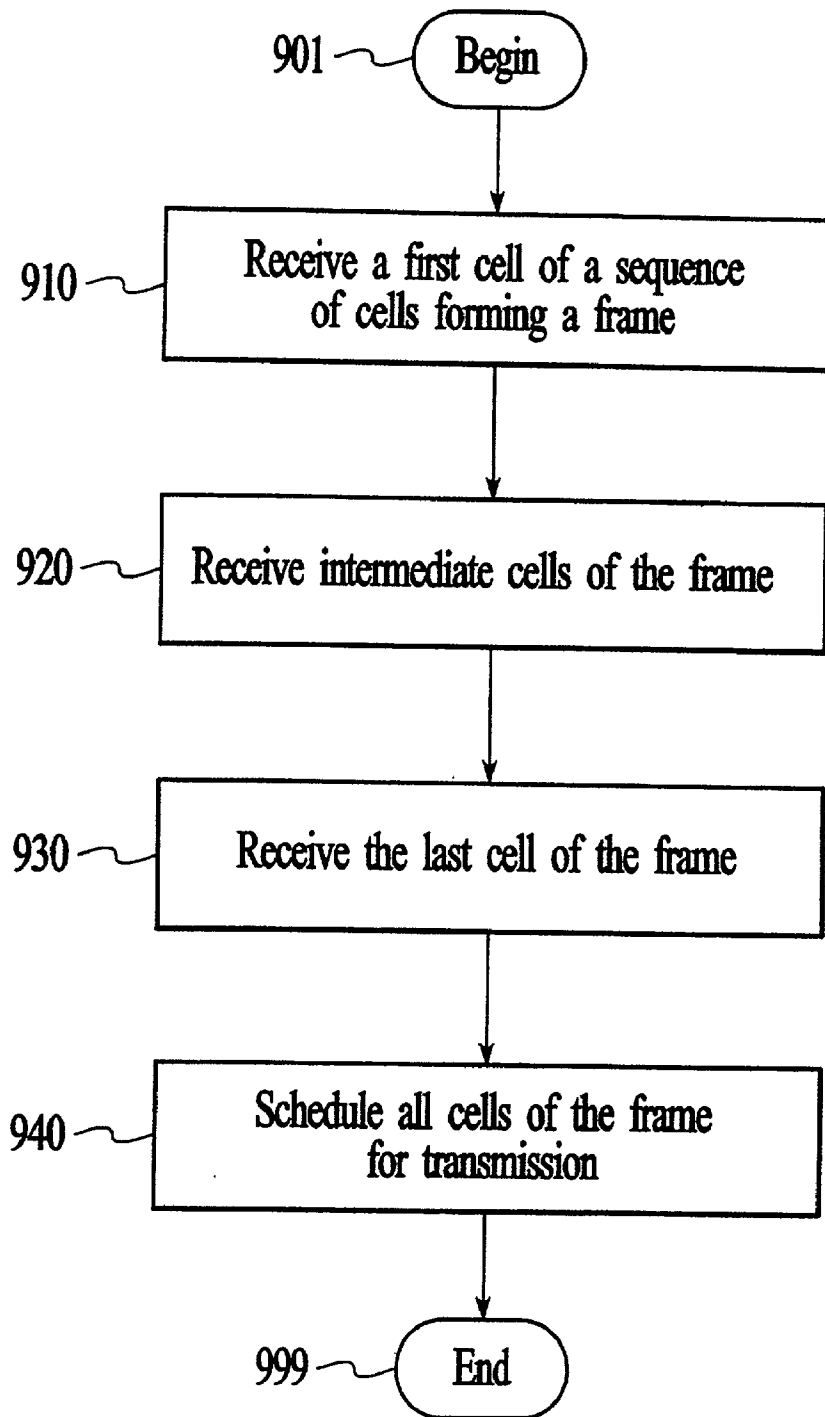 901
Begin
910
Receive a first cell of a sequence
of cells forming a frame
920
Receive intermediate cells of the frame
930
Receive the last cell of the frame
940
Schedule all cells of the frame
for transmission
999
End